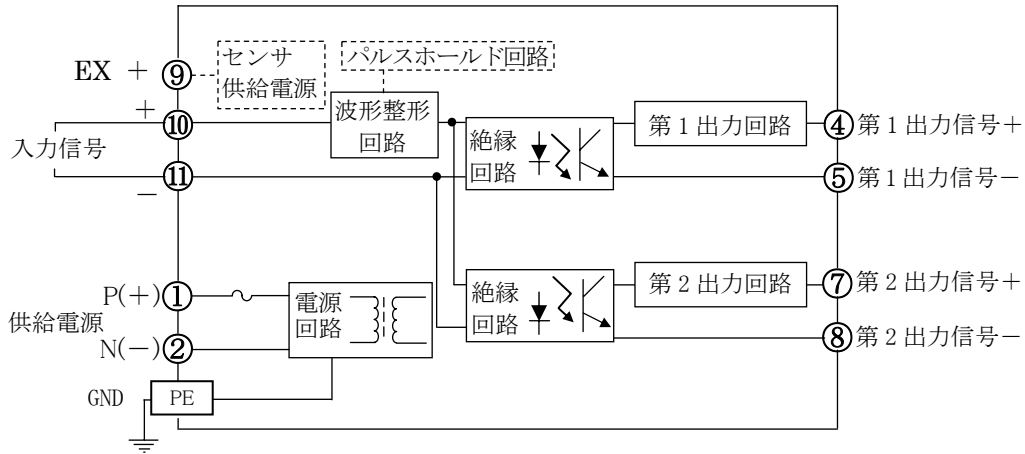 センサ
供給電源
パルスホールド回路
EX +
⑨
+
⑩
波形整形
回路
入力信号
⑪
−
絶縁
回路
第1出力回路
④
第1出力信号+
⑤
第1出力信号−
P(+)
①
供給電源
N(−)
②
電源
回路
絶縁
回路
第2出力回路
⑦
第2出力信号+
⑧
第2出力信号−
GND
PE